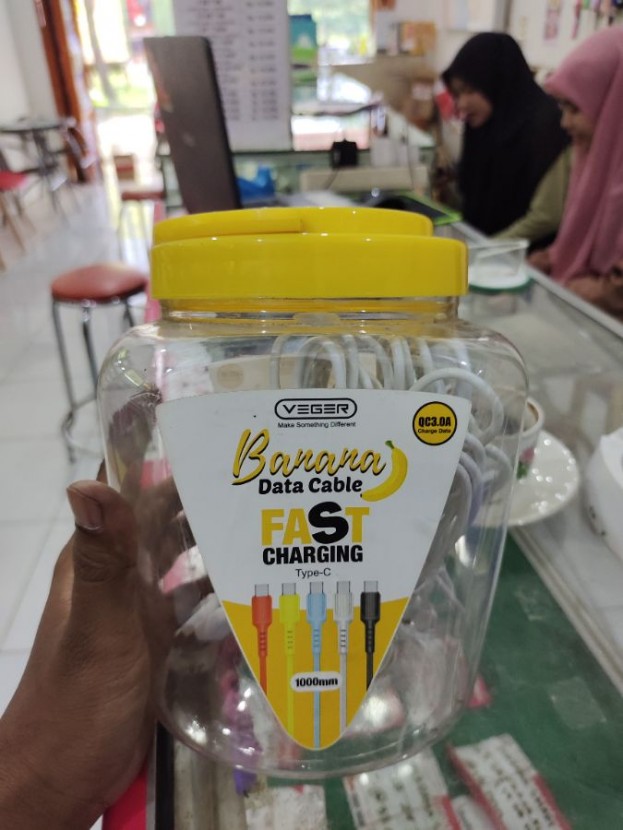 VEGER
Make Something Different
QC3.0A
Charge Data
Banana
Data Cable
FAST
CHARGING
Type-C
1000mm